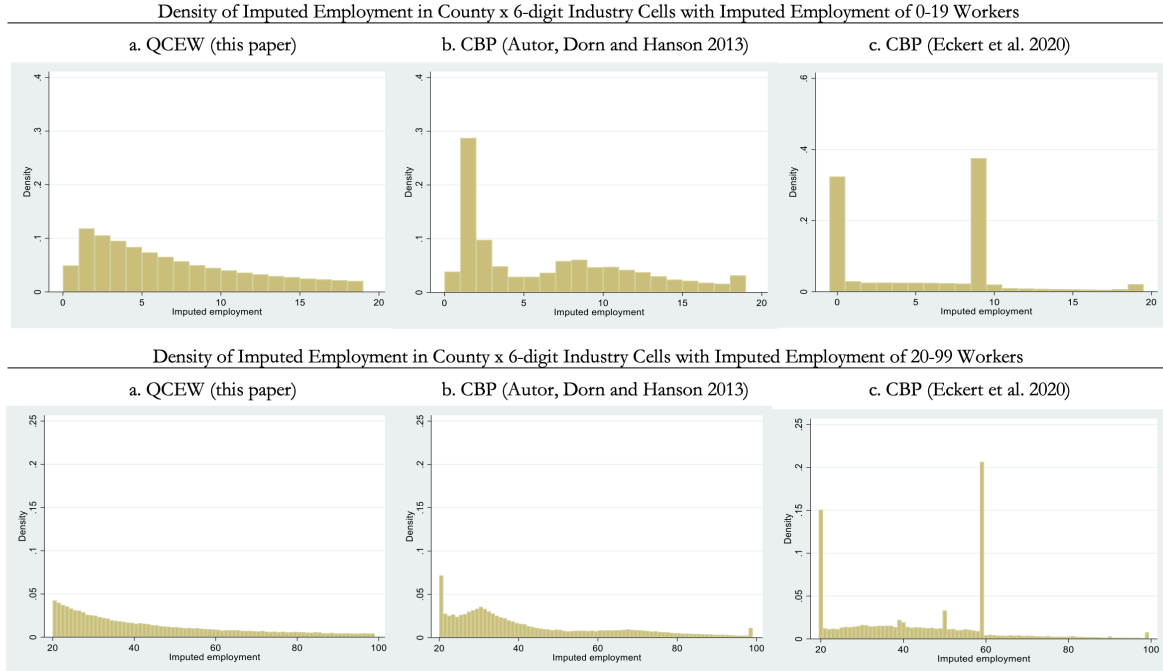 Density of Imputed Employment in County x 6-digit Industry Cells with Imputed Employment of 0-19 Workers
a. QCEW (this paper)
b. CBP (Autor, Dorn and Hanson 2013)
c. CBP (Eckert et al. 2020)
.4
.3
.2
.1
0
Density
0 5 10 15 20
Imputed employment
.4
.3
.2
.1
0
Density
0 5 10 15 20
Imputed employment
.6
.4
.2
0
Density
0 5 10 15 20
Imputed employment
Density of Imputed Employment in County x 6-digit Industry Cells with Imputed Employment of 20-99 Workers
a. QCEW (this paper)
b. CBP (Autor, Dorn and Hanson 2013)
c. CBP (Eckert et al. 2020)
.25
.2
.15
.1
.05
0
Density
20 40 60 80 100
Imputed employment
.25
.2
.15
.1
.05
0
Density
20 40 60 80 100
Imputed employment
.25
.2
.15
.1
.05
0
Density
20 40 60 80 100
Imputed employment